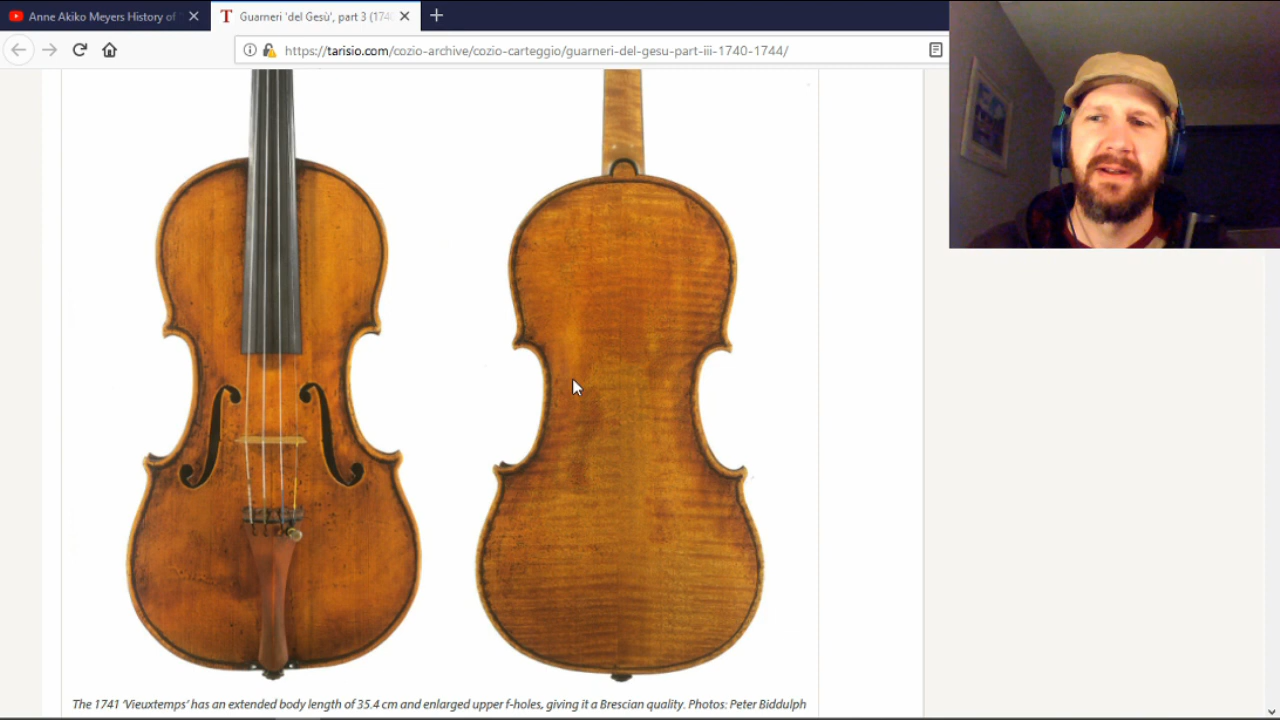 Anne Akiko Meyers History of
Guarneri 'del Gesù', part 3 (174
https://tarisio.com/cozio-archive/cozio-carteggio/guarneri-del-gesu-part-iii-1740-1744/
The 1741 'Vieuxtemps' has an extended body length of 35.4 cm and enlarged upper f-holes, giving it a Brescian quality. Photos: Peter Biddulph